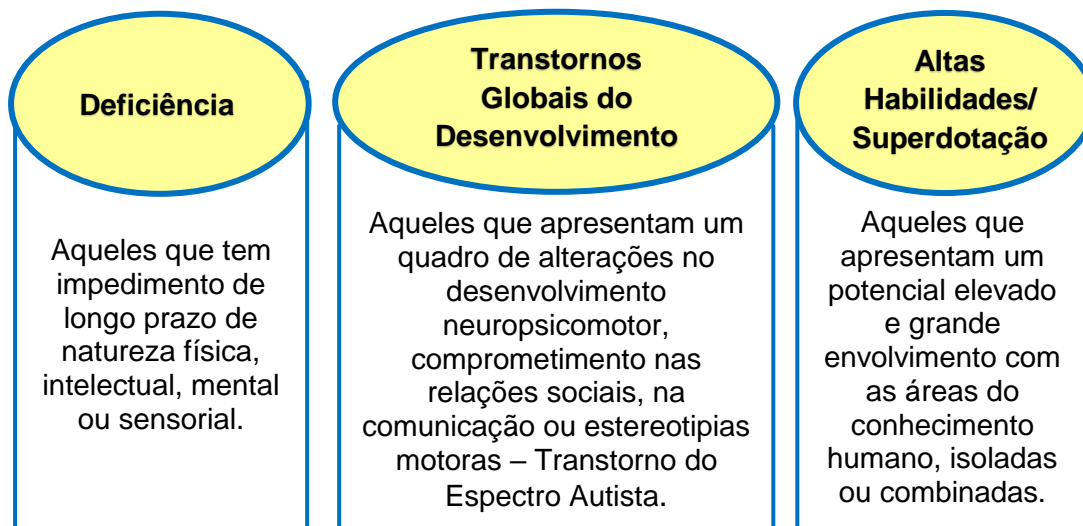 Deficiência
Aqueles que tem
impedimento de
longo prazo de
natureza física,
intelectual, mental
ou sensorial.
Transtornos
Globais do
Desenvolvimento
Aqueles que apresentam um
quadro de alterações no
desenvolvimento
neuropsicomotor,
comprometimento nas
relações sociais, na
comunicação ou estereotipias
motoras – Transtorno do
Espectro Autista.
Altas
Habilidades/
Superdotação
Aqueles que
apresentam um
potencial elevado
e grande
envolvimento com
as áreas do
conhecimento
humano, isoladas
ou combinadas.